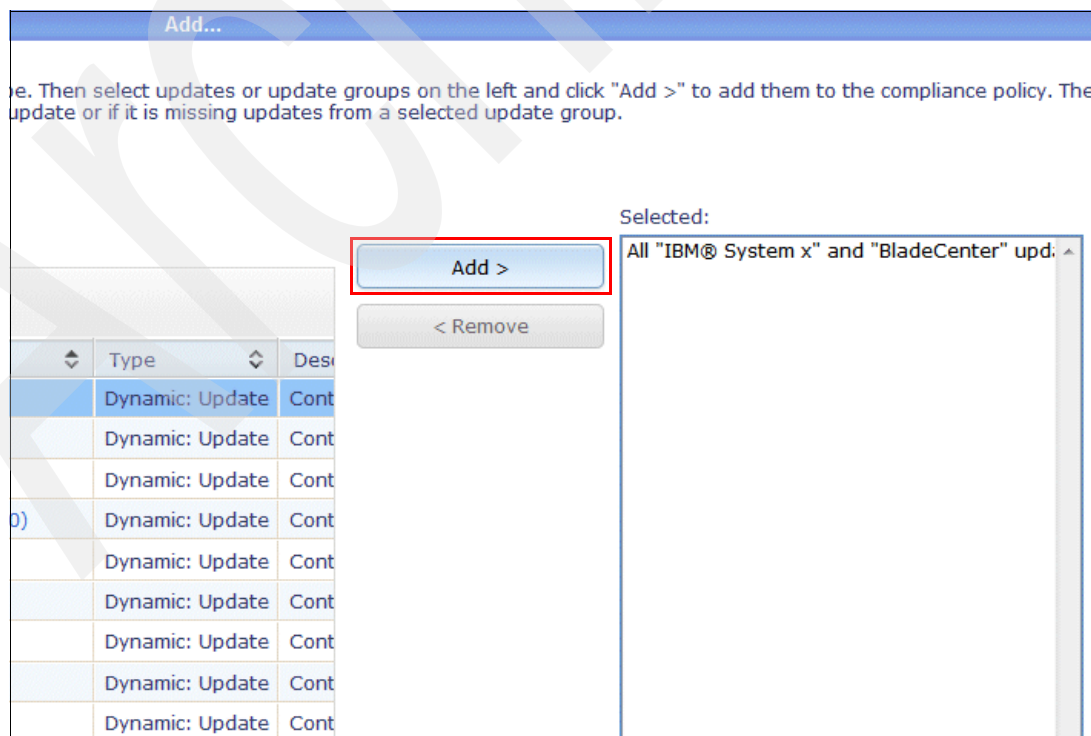 Add...
be. Then select updates or update groups on the left and click "Add >" to add them to the compliance policy. The
update or if it is missing updates from a selected update group.
Selected:
Add >
All "IBM® System x" and "BladeCenter" upd
< Remove
Type Desc
Dynamic: Update Cont
Dynamic: Update Cont
Dynamic: Update Cont
0) Dynamic: Update Cont
Dynamic: Update Cont
Dynamic: Update Cont
Dynamic: Update Cont
Dynamic: Update Cont
Dynamic: Update Cont